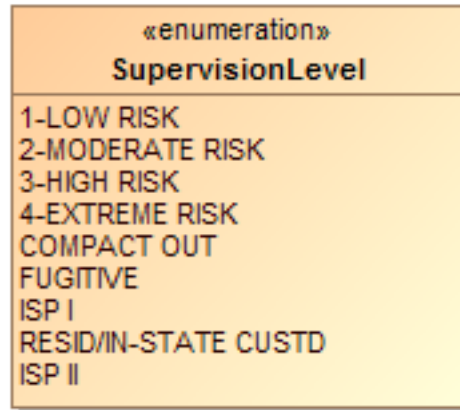 «enumeration»
SupervisionLevel
1-LOW RISK
2-MODERATE RISK
3-HIGH RISK
4-EXTREME RISK
COMPACT OUT
FUGITIVE
ISP I
RESID/IN-STATE CUSTD
ISP II